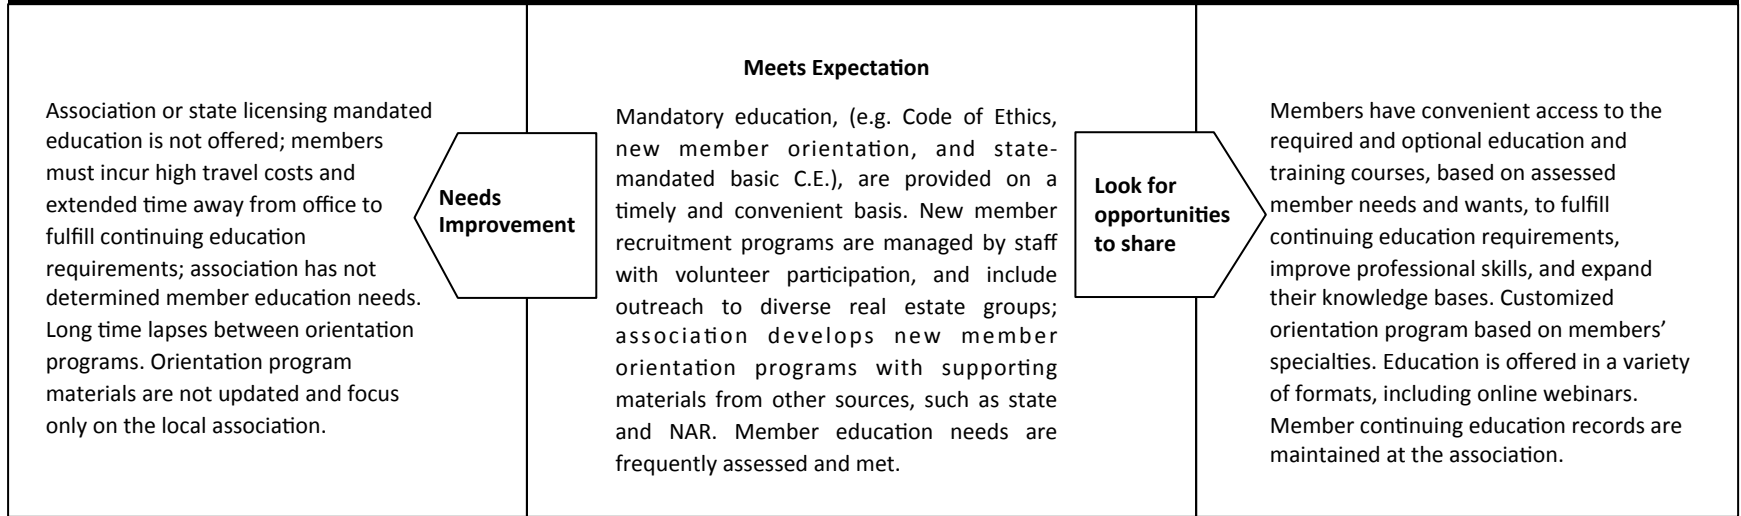 Association or state licensing mandated
education is not offered; members
must incur high travel costs and
extended time away from office to
fulfill continuing education
requirements; association has not
determined member education needs.
Long time lapses between orientation
programs. Orientation program
materials are not updated and focus
only on the local association.
Needs
Improvement
Meets Expectation
Mandatory education, (e.g. Code of Ethics,
new member orientation, and state-
mandated basic C.E.), are provided on a
timely and convenient basis. New member
recruitment programs are managed by staff
with volunteer participation, and include
outreach to diverse real estate groups;
association develops new member
orientation programs with supporting
materials from other sources, such as state
and NAR. Member education needs are
frequently assessed and met.
Look for
opportunities
to share
Members have convenient access to the
required and optional education and
training courses, based on assessed
member needs and wants, to fulfill
continuing education requirements,
improve professional skills, and expand
their knowledge bases. Customized
orientation program based on members’
specialties. Education is offered in a variety
of formats, including online webinars.
Member continuing education records are
maintained at the association.